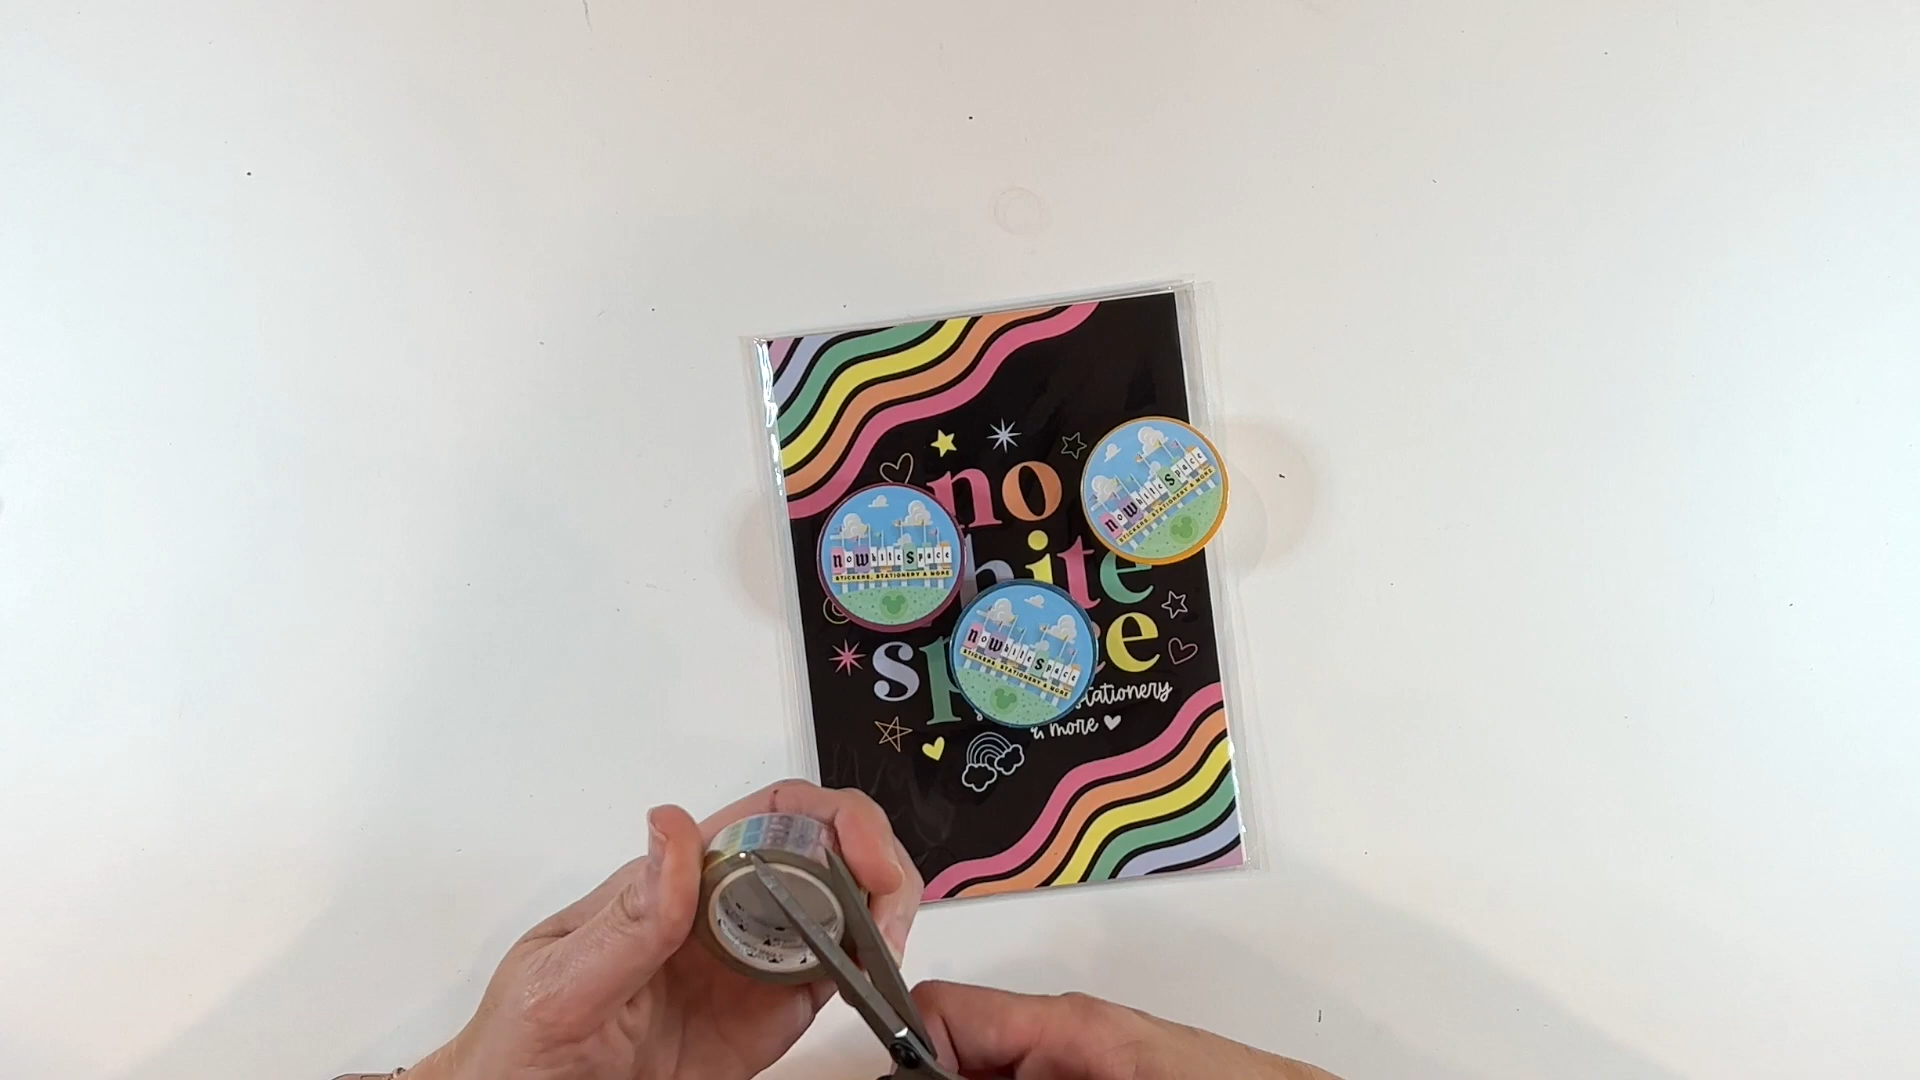 no
white
space
stationery
& more
nowhiteSpace
STICKERS, STATIONERY & MORE
nowhiteSpace
STICKERS, STATIONERY & MORE
nowhiteSpace
STICKERS, STATIONERY & MORE